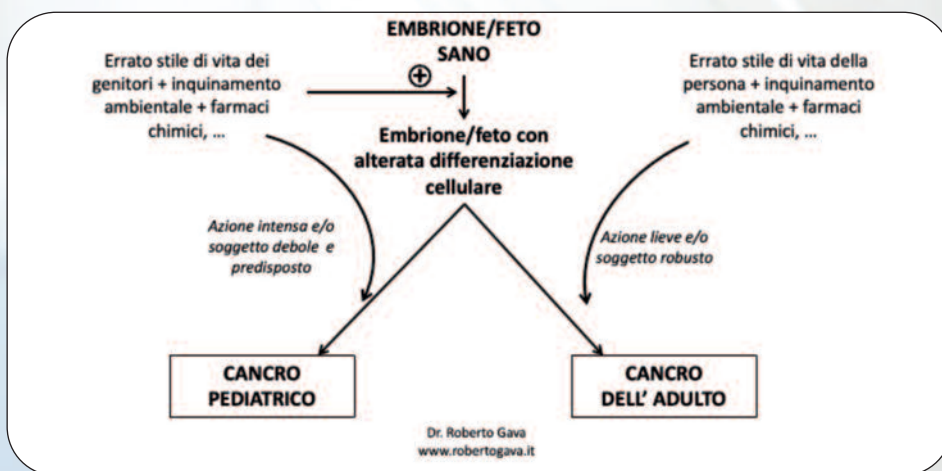 EMBRIONE/FETO
SANO
Errato stile di vita dei
genitori + inquinamento
ambientale + farmaci
chimici, ...
+
Errato stile di vita della
persona + inquinamento
ambientale + farmaci
chimici, ...
Embrione/feto con
alterata differenziazione
cellulare
Azione intensa e/o
soggetto debole e
predisposto
Azione lieve e/o
soggetto robusto
CANCRO
PEDIATRICO
CANCRO
DELL' ADULTO
Dr. Roberto Gava
www.robertogava.it